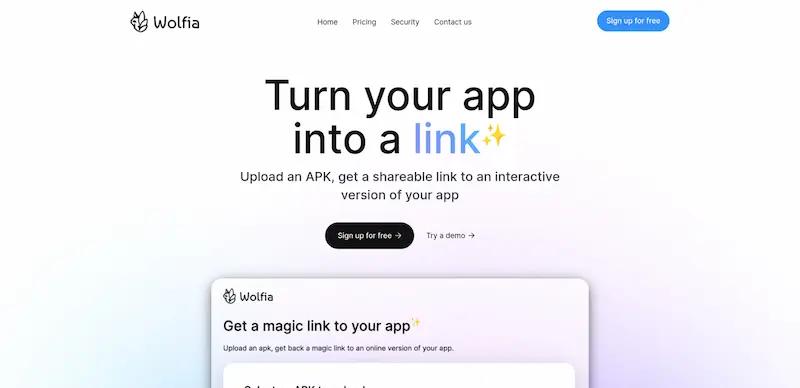 Wolfia
Home Pricing Security Contact us
Sign up for free
Turn your app
into a link✨
Upload an APK, get a shareable link to an interactive
version of your app
Sign up for free →
Try a demo →
Wolfia
Get a magic link to your app✨
Upload an apk, get back a magic link to an online version of your app.